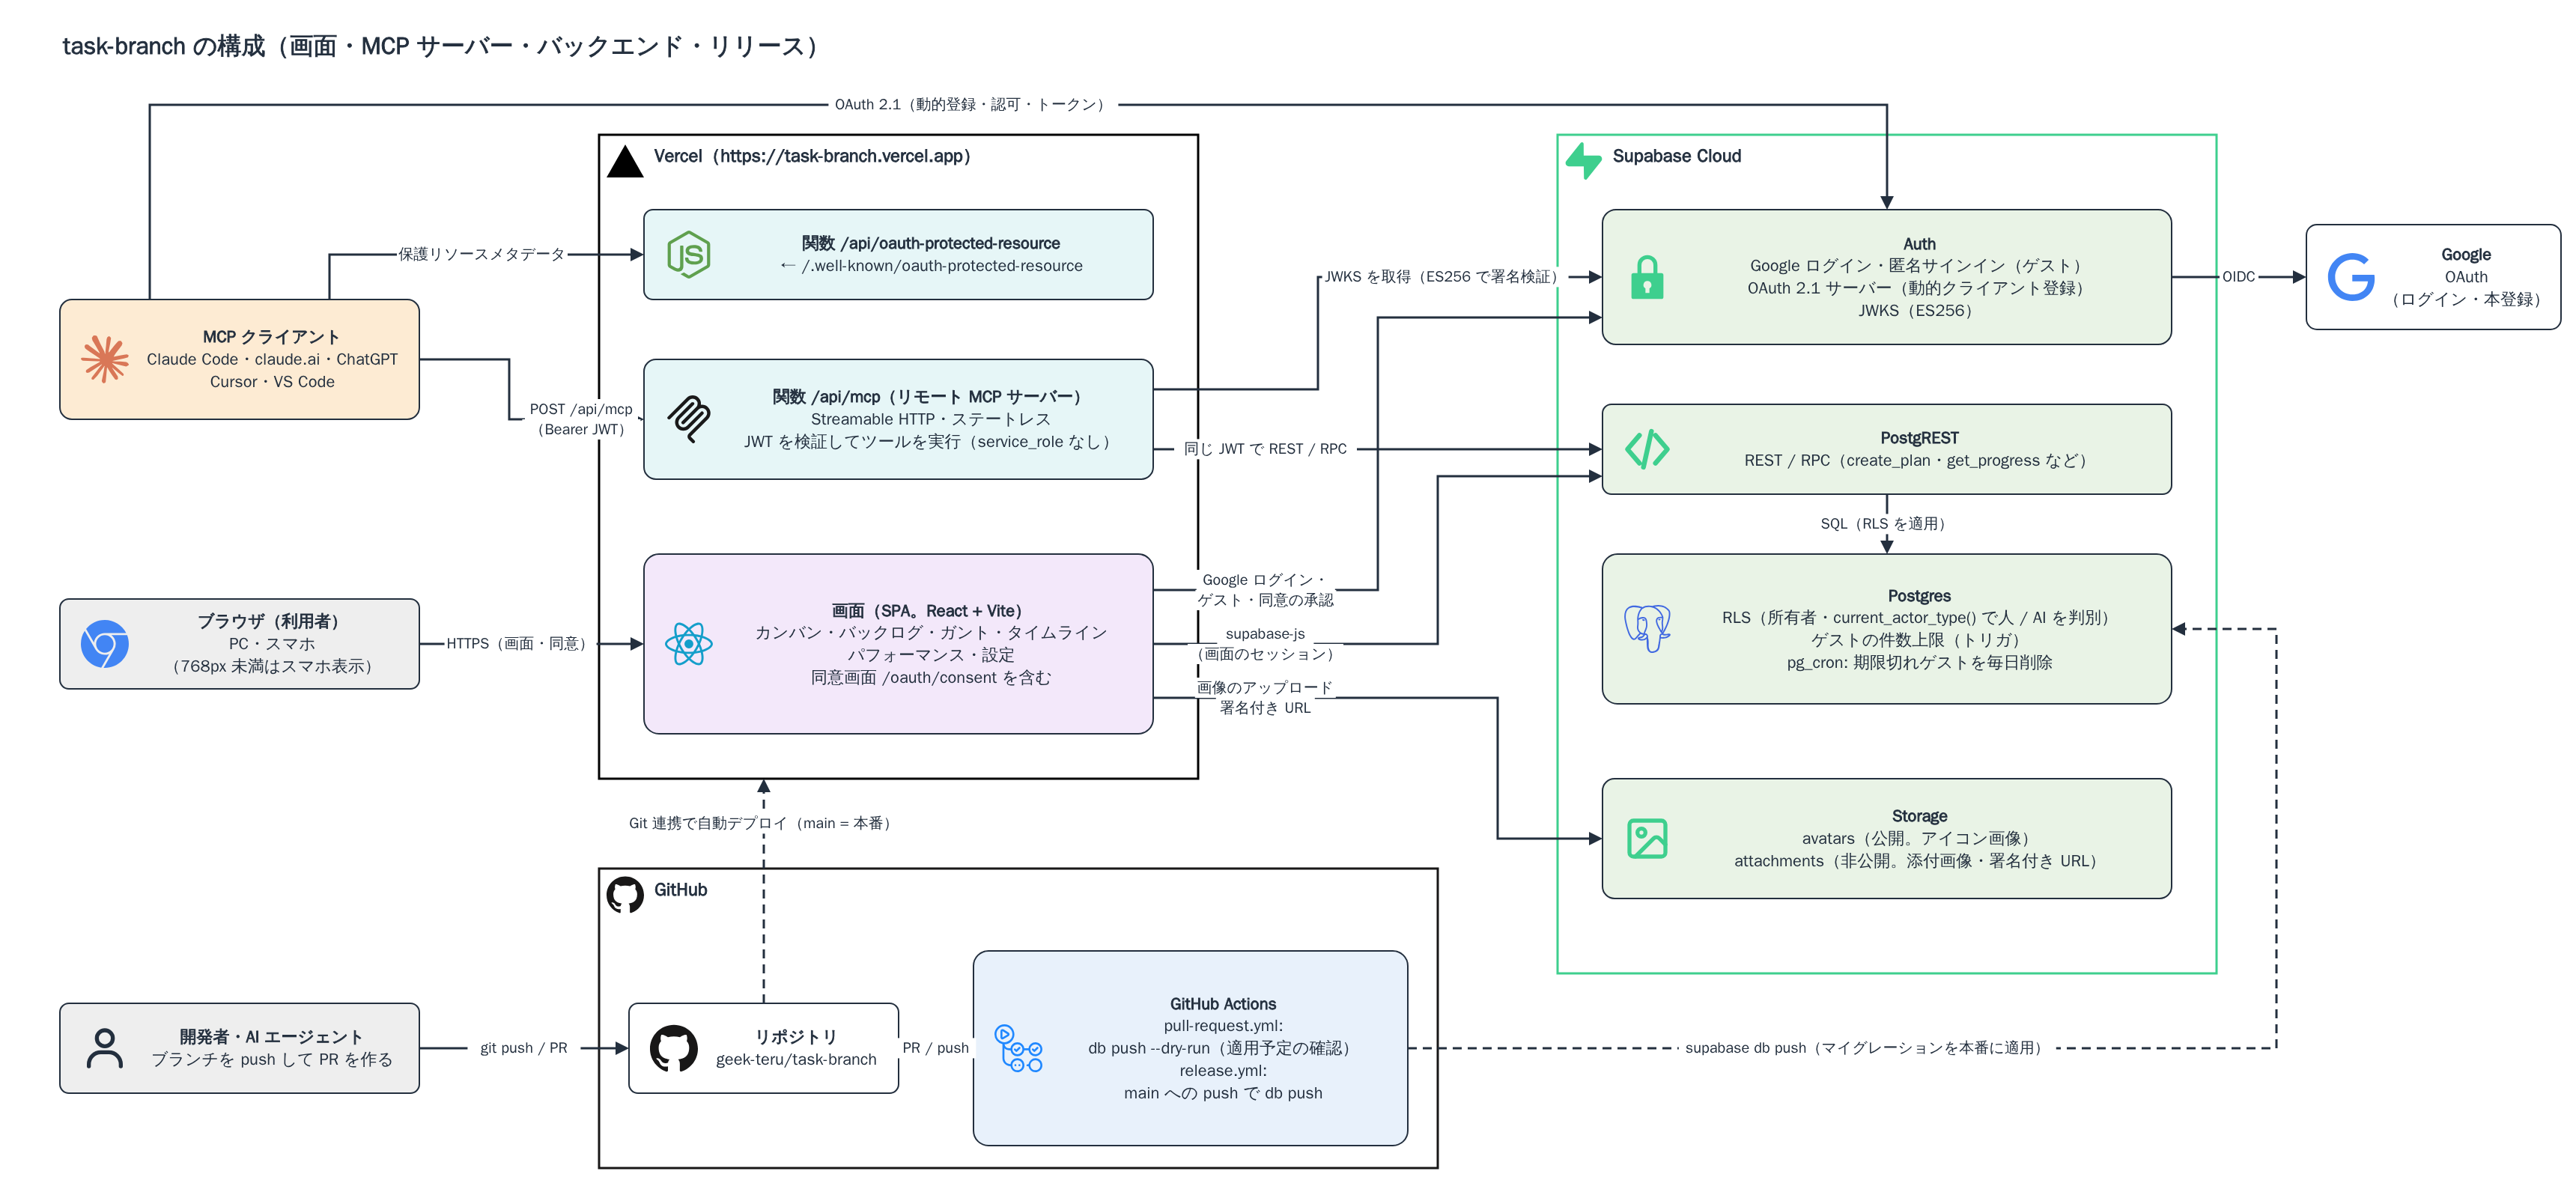 task-branch の構成（画面・MCP サーバー・バックエンド・リリース）
OAuth 2.1（動的登録・認可・トークン）
Vercel（https://task-branch.vercel.app）
Supabase Cloud
関数 /api/oauth-protected-resource
← /.well-known/oauth-protected-resource
保護リソースメタデータ
MCP クライアント
Claude Code・claude.ai・ChatGPT
Cursor・VS Code
POST /api/mcp
（Bearer JWT）
関数 /api/mcp（リモート MCP サーバー）
Streamable HTTP・ステートレス
JWT を検証してツールを実行（service_role なし）
JWKS を取得（ES256 で署名検証）
Auth
Google ログイン・匿名サインイン（ゲスト）
OAuth 2.1 サーバー（動的クライアント登録）
JWKS（ES256）
OIDC
Google
OAuth
（ログイン・本登録）
同じ JWT で REST / RPC
PostgREST
REST / RPC（create_plan・get_progress など）
SQL（RLS を適用）
ブラウザ（利用者）
PC・スマホ
（768px 未満はスマホ表示）
HTTPS（画面・同意）
画面（SPA。React + Vite）
カンバン・バックログ・ガント・タイムライン
パフォーマンス・設定
同意画面 /oauth/consent を含む
Google ログイン・
ゲスト・同意の承認
supabase-js
（画面のセッション）
画像のアップロード
署名付き URL
Postgres
RLS（所有者・current_actor_type() で人 / AI を判別）
ゲストの件数上限（トリガ）
pg_cron: 期限切れゲストを毎日削除
Storage
avatars（公開。アイコン画像）
attachments（非公開。添付画像・署名付き URL）
Git 連携で自動デプロイ（main = 本番）
GitHub
開発者・AI エージェント
ブランチを push して PR を作る
git push / PR
リポジトリ
geek-teru/task-branch
PR / push
GitHub Actions
pull-request.yml:
db push --dry-run（適用予定の確認）
release.yml:
main への push で db push
supabase db push（マイグレーションを本番に適用）